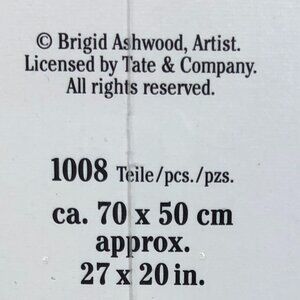 © Brigid Ashwood, Artist.
Licensed by Tate & Company.
All rights reserved.
1008 Teile/pcs./pzs.
ca. 70 x 50 cm
approx.
27 x 20 in.